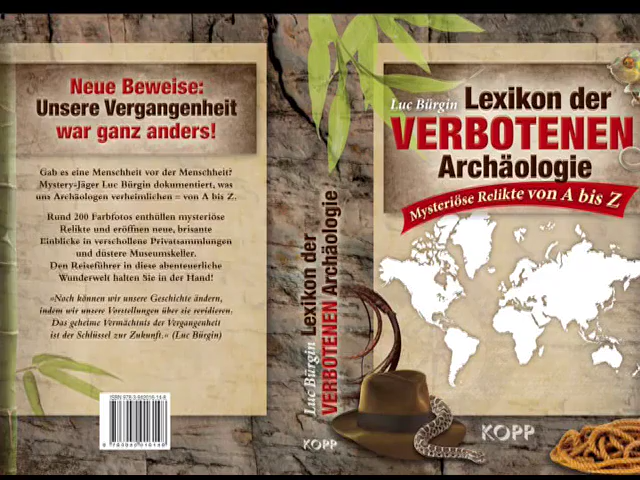 Neue Beweise:
Unsere Vergangenheit
war ganz anders!
Gab es eine Menschheit vor der Menschheit?
Mystery-Jäger Luc Bürgin dokumentiert, was
uns Archäologen verheimlichen – von A bis Z.
Rund 200 Farbfotos enthüllen mysteriöse
Relikte und eröffnen neue, brisante
Einblicke in verschollene Privatsammlungen
und düstere Museumskeller.
Den Reiseführer in diese abenteuerliche
Wunderwelt halten Sie in der Hand!
»Noch können wir unsere Geschichte ändern,
indem wir unsere Vorstellungen über sie revidieren.
Das geheime Vermächtnis der Vergangenheit
ist der Schlüssel zur Zukunft.« (Luc Bürgin)
Luc Bürgin Lexikon der
VERBOTENEN Archäologie
KOPP
Luc Bürgin Lexikon der
VERBOTENEN
Archäologie
Mysteriöse Relikte von A bis Z
KOPP